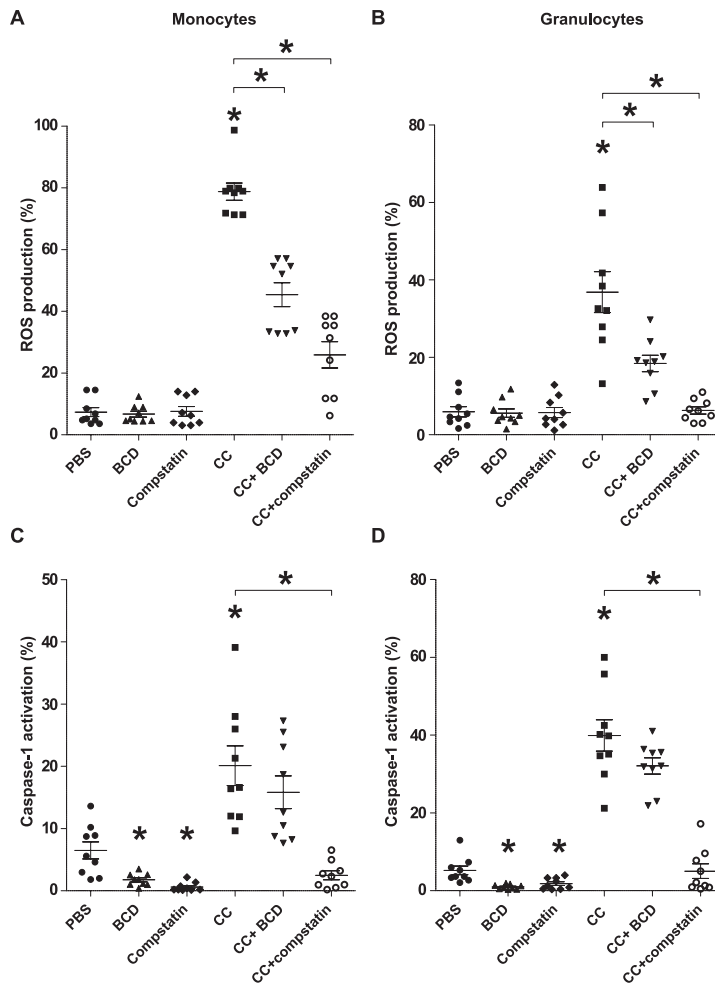 A
Monocytes
*
*
*
ROS production (%)
100
80
60
40
20
0
PBS
BCD
Compstatin
CC
CC+ BCD
CC+compstatin
B
Granulocytes
*
*
*
ROS production (%)
80
60
40
20
0
PBS
BCD
Compstatin
CC
CC+ BCD
CC+compstatin
C
*
*
* *
Caspase-1 activation (%)
50
40
30
20
10
0
PBS
BCD
Compstatin
CC
CC+ BCD
CC+compstatin
D
*
*
* *
Caspase-1 activation (%)
80
60
40
20
0
PBS
BCD
Compstatin
CC
CC+ BCD
CC+compstatin